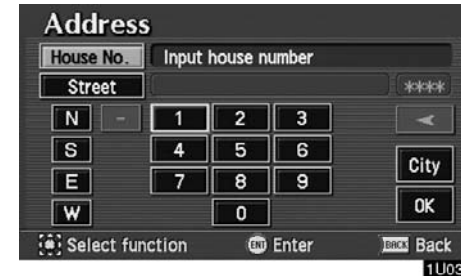 Address
House No. Input house number
Street ****
N - 1 2 3
S 4 5 6
E 7 8 9 City
W 0 OK
Select function ENT Enter BACK Back
1U03